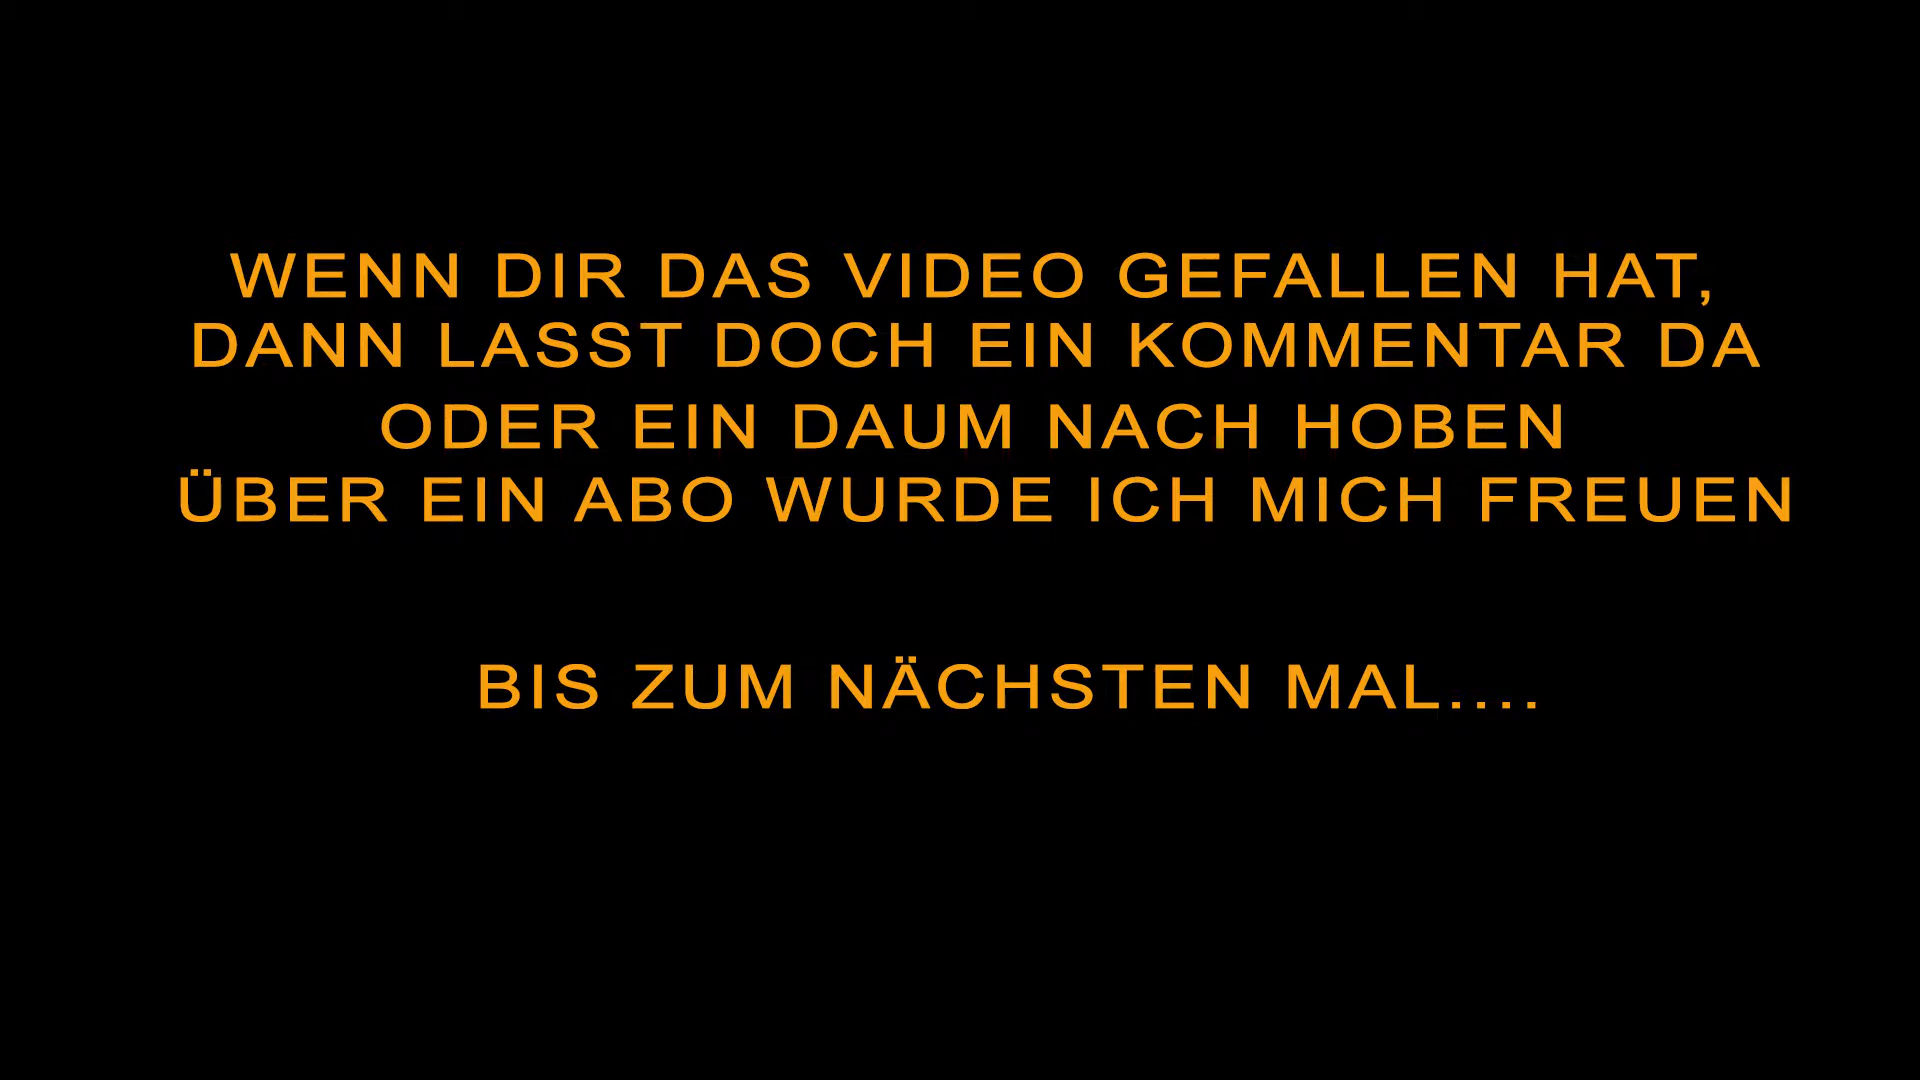 WENN DIR DAS VIDEO GEFALLEN HAT,
DANN LASST DOCH EIN KOMMENTAR DA
ODER EIN DAUM NACH HOBEN
ÜBER EIN ABO WURDE ICH MICH FREUEN
BIS ZUM NÄCHSTEN MAL....